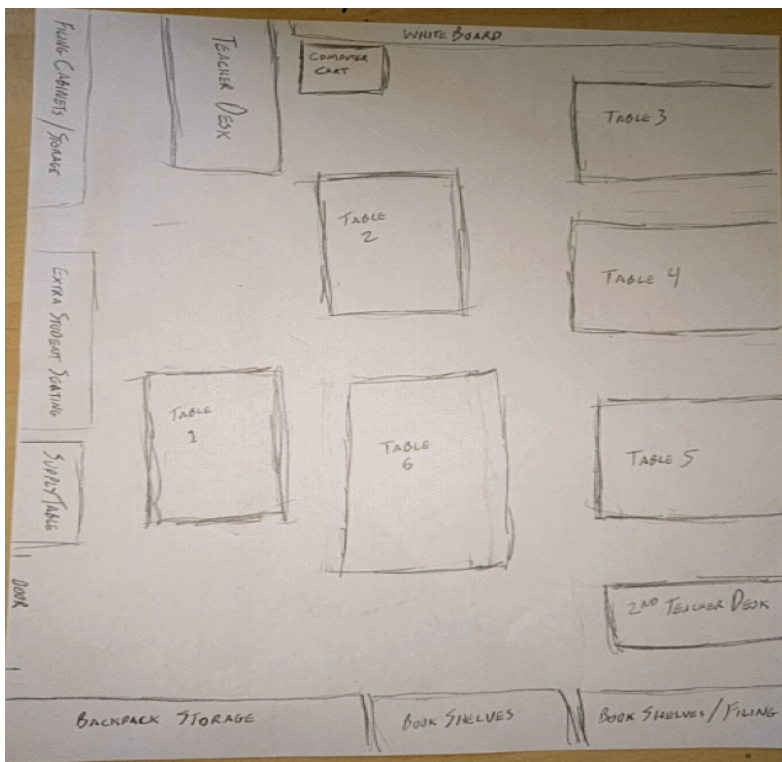 WHITE BOARD
FILING CABINETS / STORAGE
TEACHER DESK
COMPUTER
CART
TABLE 3
TABLE
2
TABLE 4
EXTRA STUDENT SEATING
TABLE
1
TABLE
6
TABLE 5
SUPPLY TABLE
DOOR
2ND TEACHER DESK
BACKPACK STORAGE
BOOK SHELVES
BOOK SHELVES / FILING